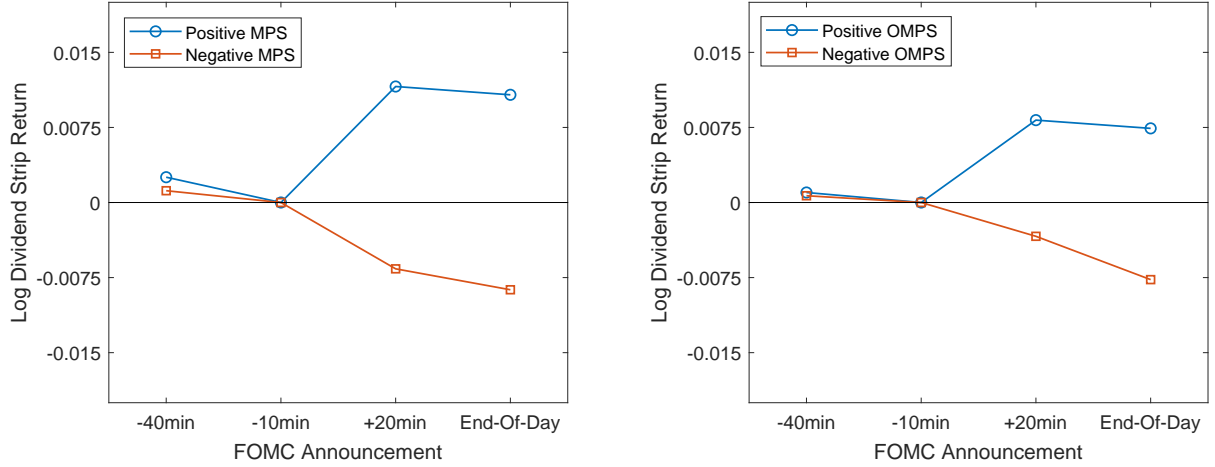 Positive MPS
Negative MPS
0.015
0.0075
0
-0.0075
-0.015
Log Dividend Strip Return
-40min
-10min
+20min
End-Of-Day
FOMC Announcement
Positive OMPS
Negative OMPS
0.015
0.0075
0
-0.0075
-0.015
Log Dividend Strip Return
-40min
-10min
+20min
End-Of-Day
FOMC Announcement